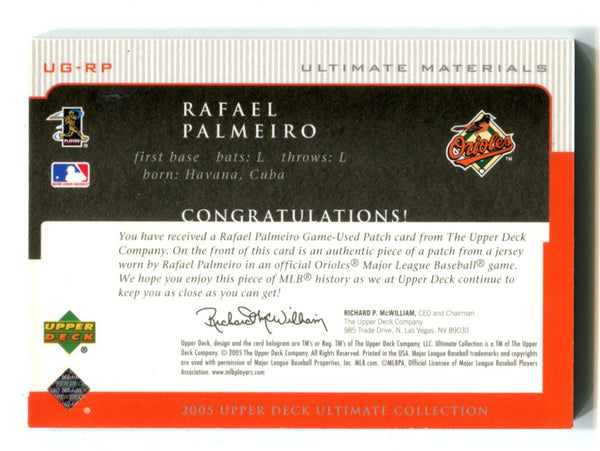 UG-RP
ULTIMATE MATERIALS
RAFAEL
PALMEIRO
first base bats: L throws: L
born: Havana, Cuba
PLAYERS
Orioles
TM
CONGRATULATIONS!
You have received a Rafael Palmeiro Game-Used Patch card from The Upper Deck
Company. On the front of this card is an authentic piece of a patch from a jersey
worn by Rafael Palmeiro in an official Orioles® Major League Baseball® game.
We hope you enjoy this piece of MLB® history as we at Upper Deck continue to
keep you as close as you can get!
Richard P. McWilliam
RICHARD P. McWILLIAM, CEO and Chairman
The Upper Deck Company
985 Trade Drive, N. Las Vegas, NV 89030
UPPER
DECK
®
Upper Deck, design and the card hologram are TM's or Reg. TM's of The Upper Deck Company, LLC. Ultimate Collection is a TM of The Upper
Deck Company. © 2005 The Upper Deck Company. All Rights Reserved. Printed in the USA. Major League Baseball trademarks and copyrights are
used with permission of Major League Baseball Properties, Inc. MLB.com. ©MLBPA. Official Licensee of Major League Baseball Players
Association. www.mlbplayers.com
®
2005 UPPER DECK ULTIMATE COLLECTION